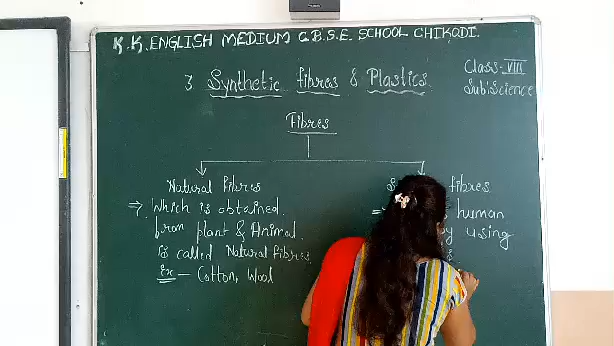 K.K. ENGLISH MEDIUM C.B.S.E. SCHOOL CHIKODI.
Class:- VIII
Sub:Science
3 Synthetic fibres & Plastics
Fibres
Natural fibres
→ Which is obtained
from plant & Animal
is called Natural fibres.
Ex – Cotton, Wool
fibres
human
by using